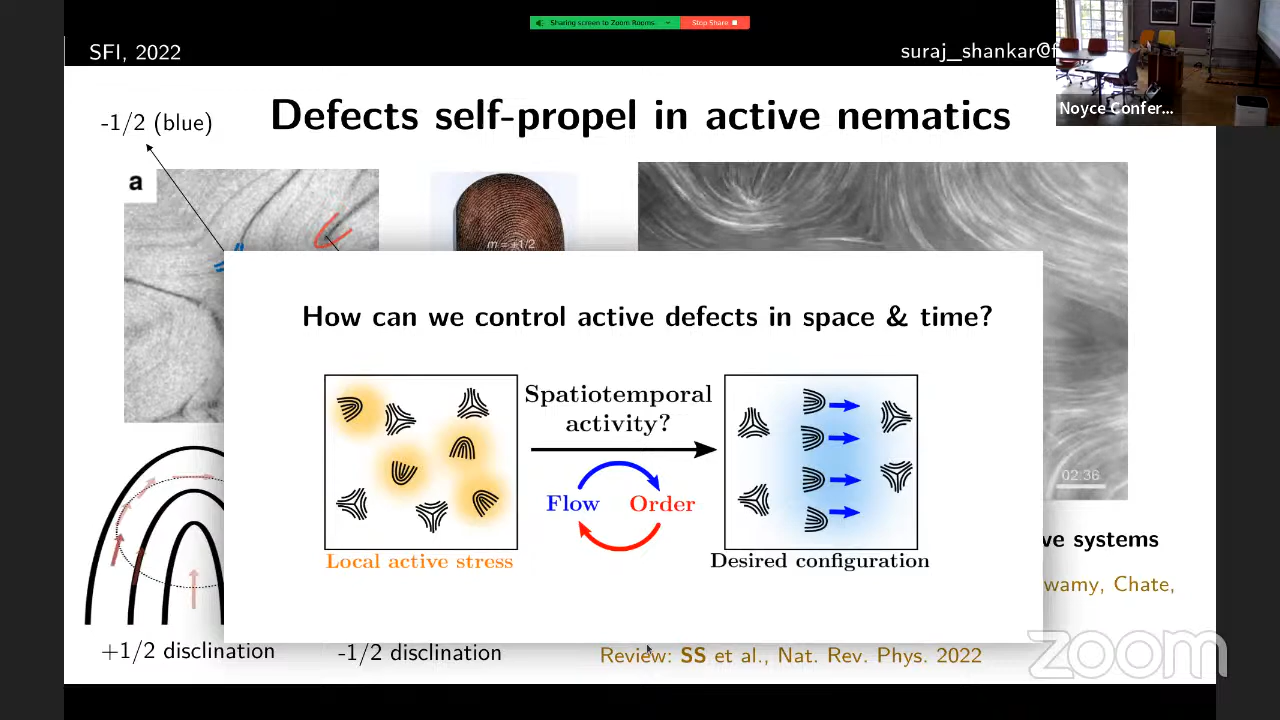 Sharing screen to Zoom Rooms
Stop Share
SFI, 2022
suraj_shankar@f
Noyce Confer...
-1/2 (blue)
Defects self-propel in active nematics
a
m = +1/2
How can we control active defects in space & time?
Spatiotemporal
activity?
Flow Order
Local active stress
Desired configuration
02:36
ve systems
wamy, Chate,
+1/2 disclination
-1/2 disclination
Review: SS et al., Nat. Rev. Phys. 2022
zoom